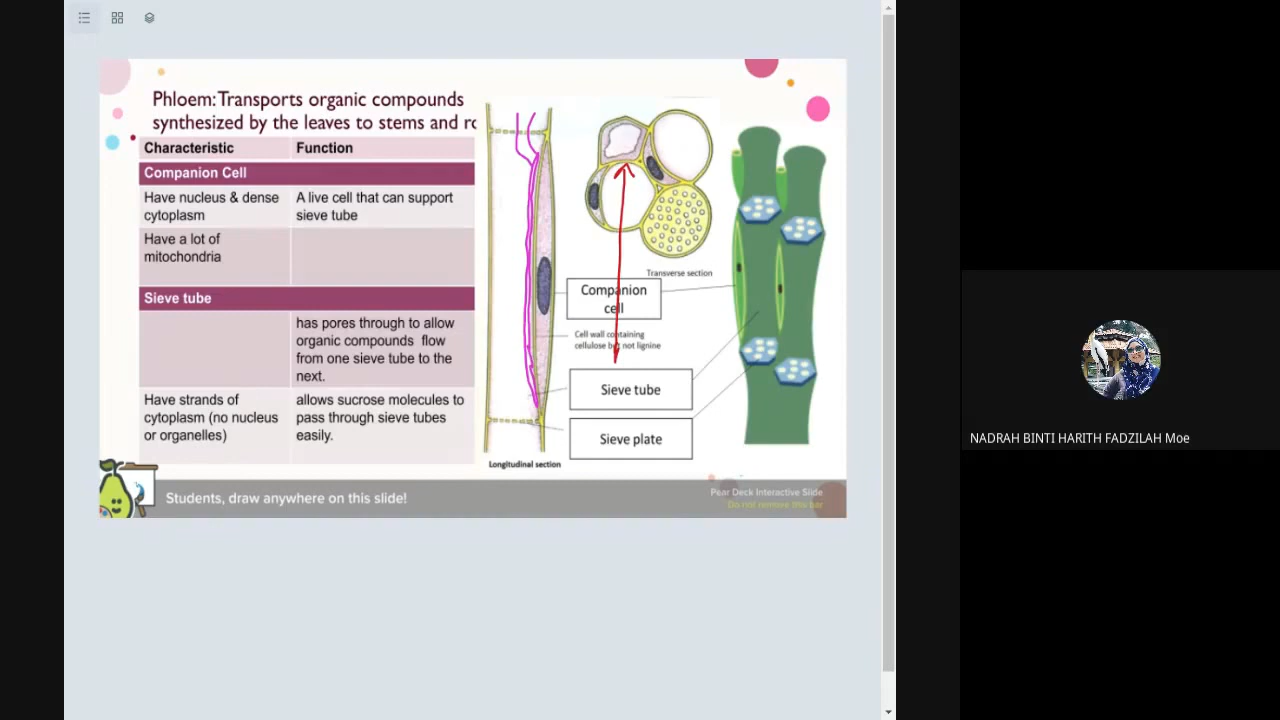 Phloem: Transports organic compounds
synthesized by the leaves to stems and ro
Characteristic Function
Companion Cell
Have nucleus & dense
cytoplasm
A live cell that can support
sieve tube
Have a lot of
mitochondria
Sieve tube
has pores through to allow
organic compounds flow
from one sieve tube to the
next.
Have strands of
cytoplasm (no nucleus
or organelles)
allows sucrose molecules to
pass through sieve tubes
easily.
Transverse section
Companion
cell
Cell wall containing
cellulose but not lignine
Sieve tube
Sieve plate
Longitudinal section
Students, draw anywhere on this slide!
Pear Deck Interactive Slide
Do not remove this bar
NADRAH BINTI HARITH FADZILAH Moe